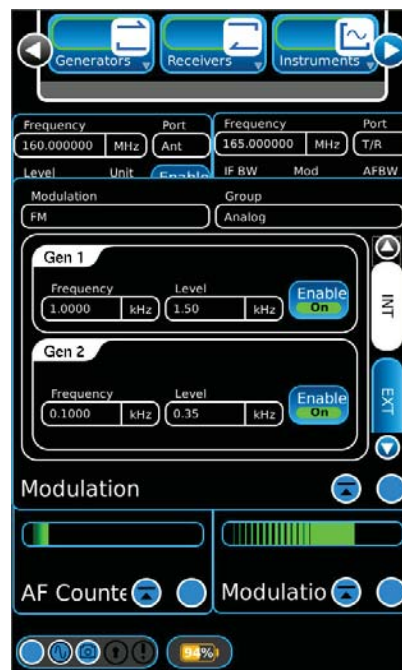 Generators Receivers Instruments
Frequency Port Frequency Port
160.000000 MHz Ant 165.000000 MHz T/R
Level Unit Enable IF BW Mod AFBW
Modulation Group
FM Analog
Gen 1
Frequency Level Enable
1.0000 kHz 1.50 kHz On
INT
Gen 2
Frequency Level Enable
0.1000 kHz 0.35 kHz On
EXT
Modulation
AF Counte Modulatio
94%